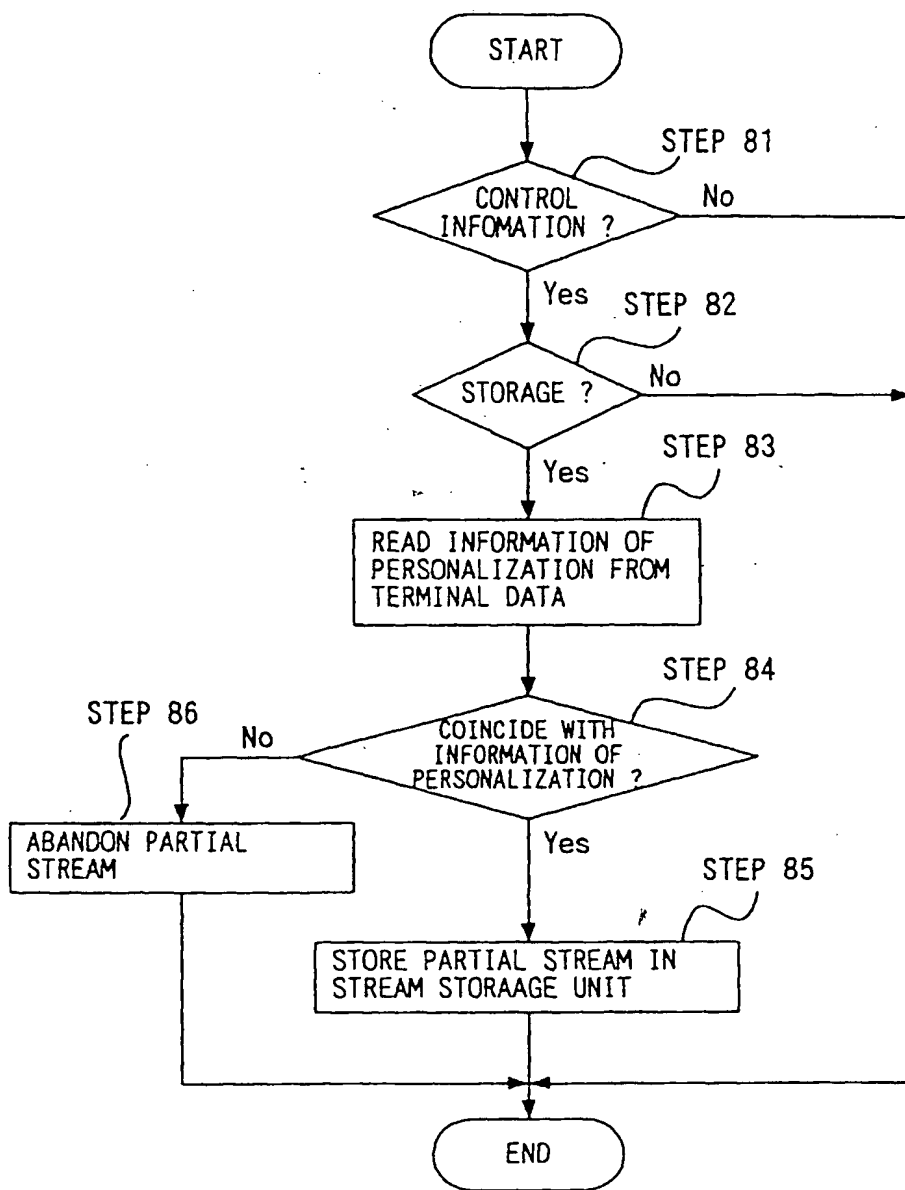 START
STEP 81
CONTROL
INFOMATION ?
No
Yes
STEP 82
STORAGE ?
No
Yes
STEP 83
READ INFORMATION OF
PERSONALIZATION FROM
TERMINAL DATA
STEP 84
STEP 86
COINCIDE WITH
INFORMATION OF
PERSONALIZATION ?
No
ABANDON PARTIAL
STREAM
Yes
STEP 85
STORE PARTIAL STREAM IN
STREAM STORAAGE UNIT
END